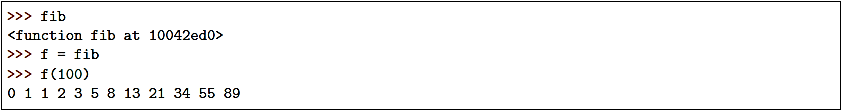 >>> fib
<function fib at 10042ed0>
>>> f = fib
>>> f(100)
0 1 1 2 3 5 8 13 21 34 55 89